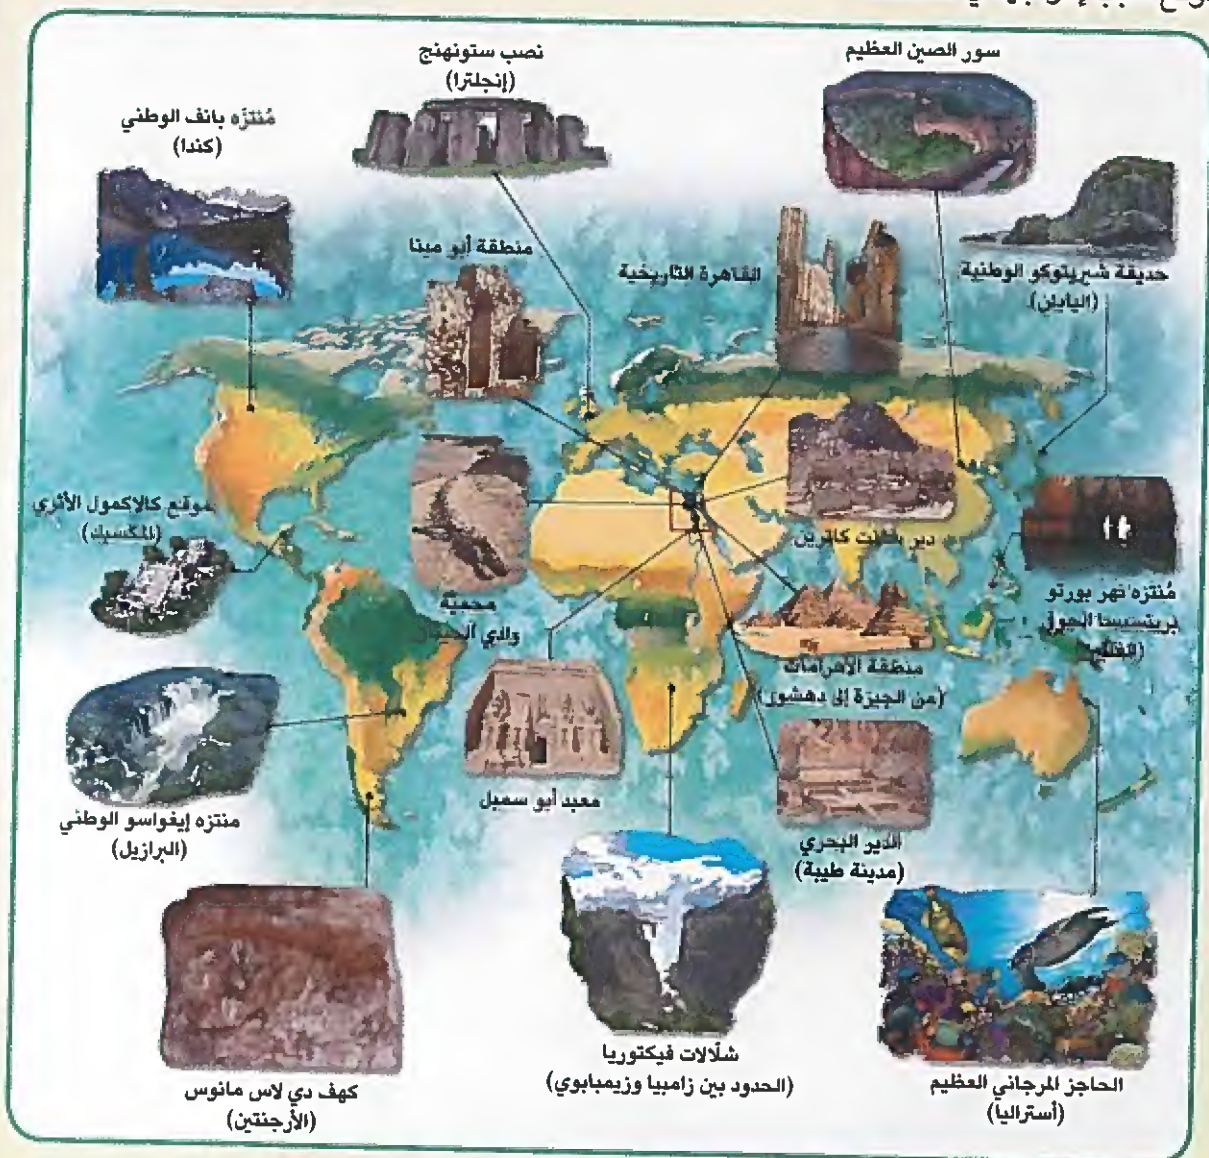 سور الصين العظيم
نصب ستونهنج
(إنجلترا)
مُنتزَه بانف الوطني
(كندا)
حديقة شيريتوكو الوطنية
(اليابان)
القاهرة التاريخية
منطقة أبو مينا
موقع كالاكمول الأثري
(المكسيك)
دير سانت كاترين
محميَّة
وادي الحيتان
مُنتزه نهر بورتو
برينسيسا الجوفي
منطقة الأهرامات
(من الجيزة إلى دهشور)
معبد أبو سمبل
منتزه إيغواسو الوطني
(البرازيل)
الدير البحري
(مدينة طيبة)
شلّالات فيكتوريا
(الحدود بين زامبيا وزيمبابوي)
الحاجز المرجاني العظيم
(أستراليا)
كهف دي لاس مانوس
(الأرجنتين)